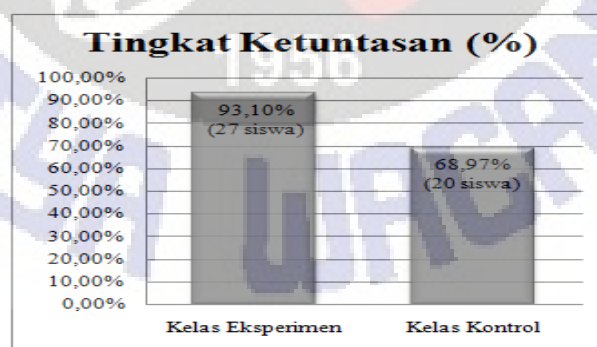 Tingkat Ketuntasan (%)
1956
100,00%
90,00%
80,00%
70,00%
60,00%
50,00%
40,00%
30,00%
20,00%
10,00%
0,00%
93,10%
(27 siswa)
68,97%
(20 siswa)
Kelas Eksperimen
Kelas Kontrol